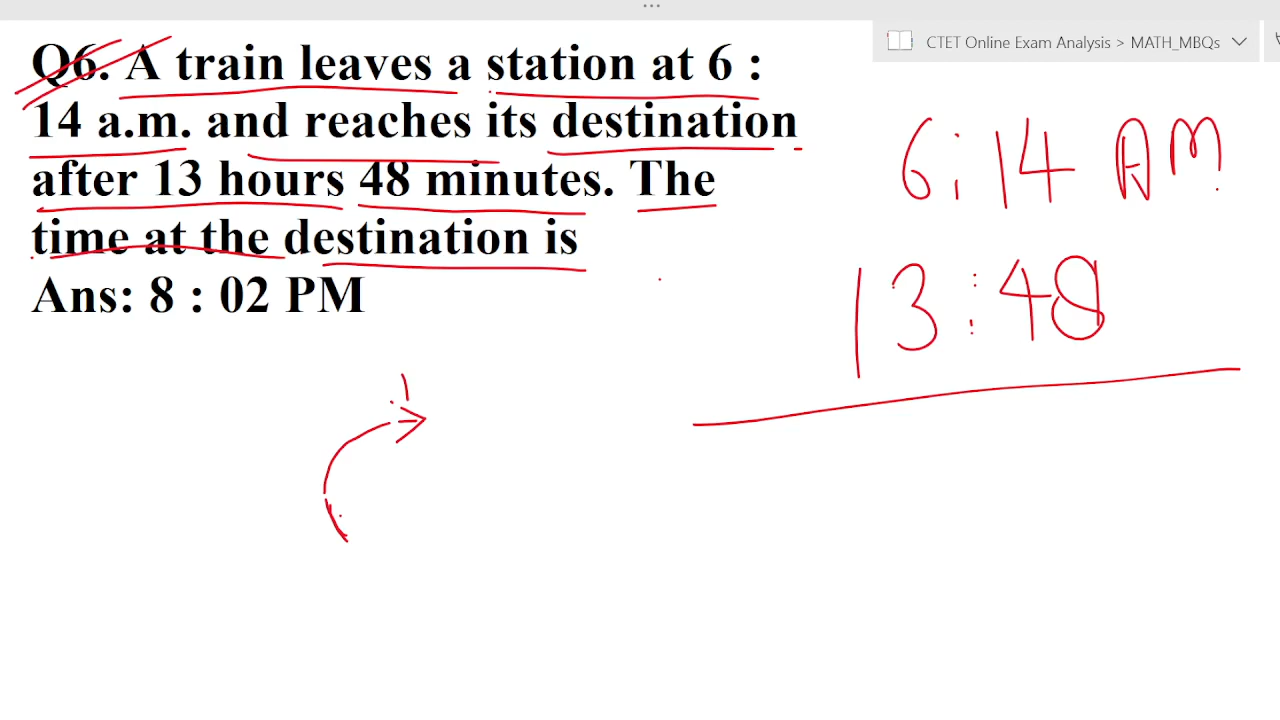 Q6. A train leaves a station at 6 :
14 a.m. and reaches its destination
after 13 hours 48 minutes. The
time at the destination is
Ans: 8 : 02 PM
CTET Online Exam Analysis > MATH_MBQs
6:14 AM
13:48